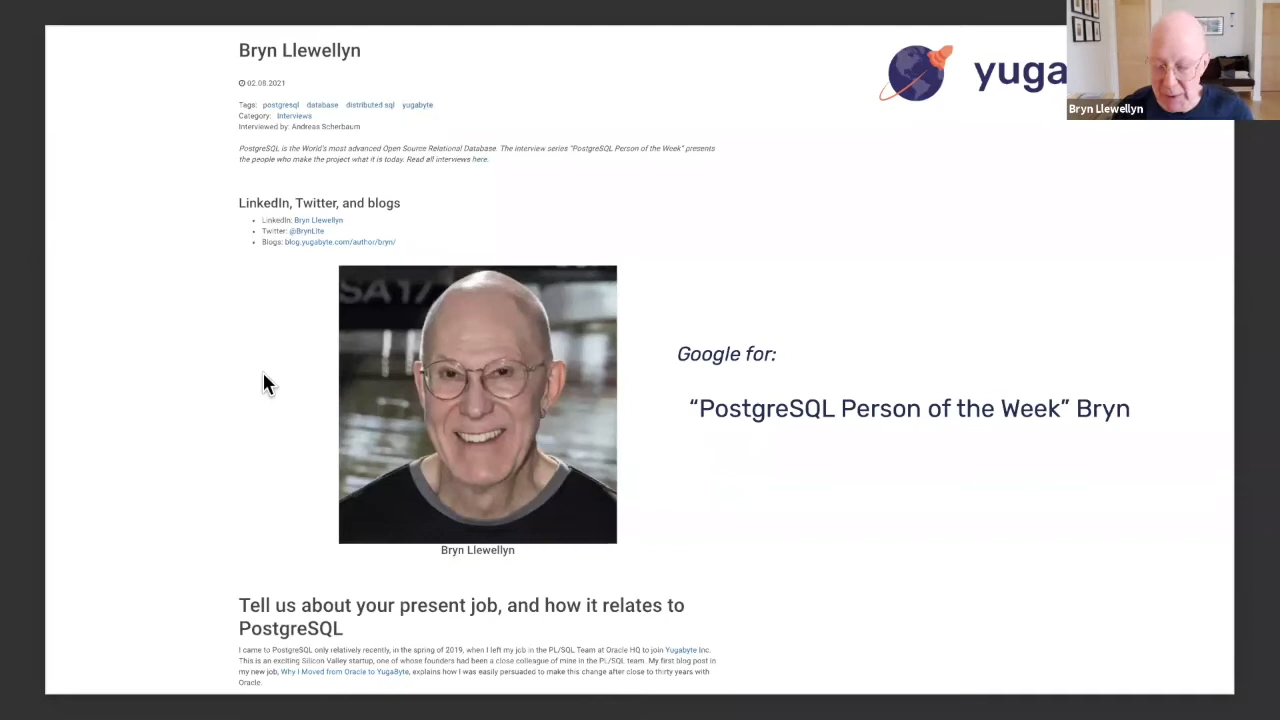 Bryn Llewellyn
02.08.2021
Tags: postgresql database distributed sql yugabyte
Category: Interviews
Interviewed by: Andreas Scherbaum
PostgreSQL is the World's most advanced Open Source Relational Database. The interview series "PostgreSQL Person of the Week" presents
the people who make the project what it is today. Read all interviews here.
LinkedIn, Twitter, and blogs
• LinkedIn: Bryn Llewellyn
• Twitter: @BrynLite
• Blogs: blog.yugabyte.com/author/bryn/
SA17
Bryn Llewellyn
Tell us about your present job, and how it relates to
PostgreSQL
I came to PostgreSQL only relatively recently, in the spring of 2019, when I left my job in the PL/SQL Team at Oracle HQ to join Yugabyte Inc.
This is an exciting Silicon Valley startup, one of whose founders had been a close colleague of mine in the PL/SQL team. My first blog post in
my new job, Why I Moved from Oracle to YugaByte, explains how I was easily persuaded to make this change after close to thirty years with
Oracle.
yuga
Bryn Llewellyn
Google for:
“PostgreSQL Person of the Week” Bryn